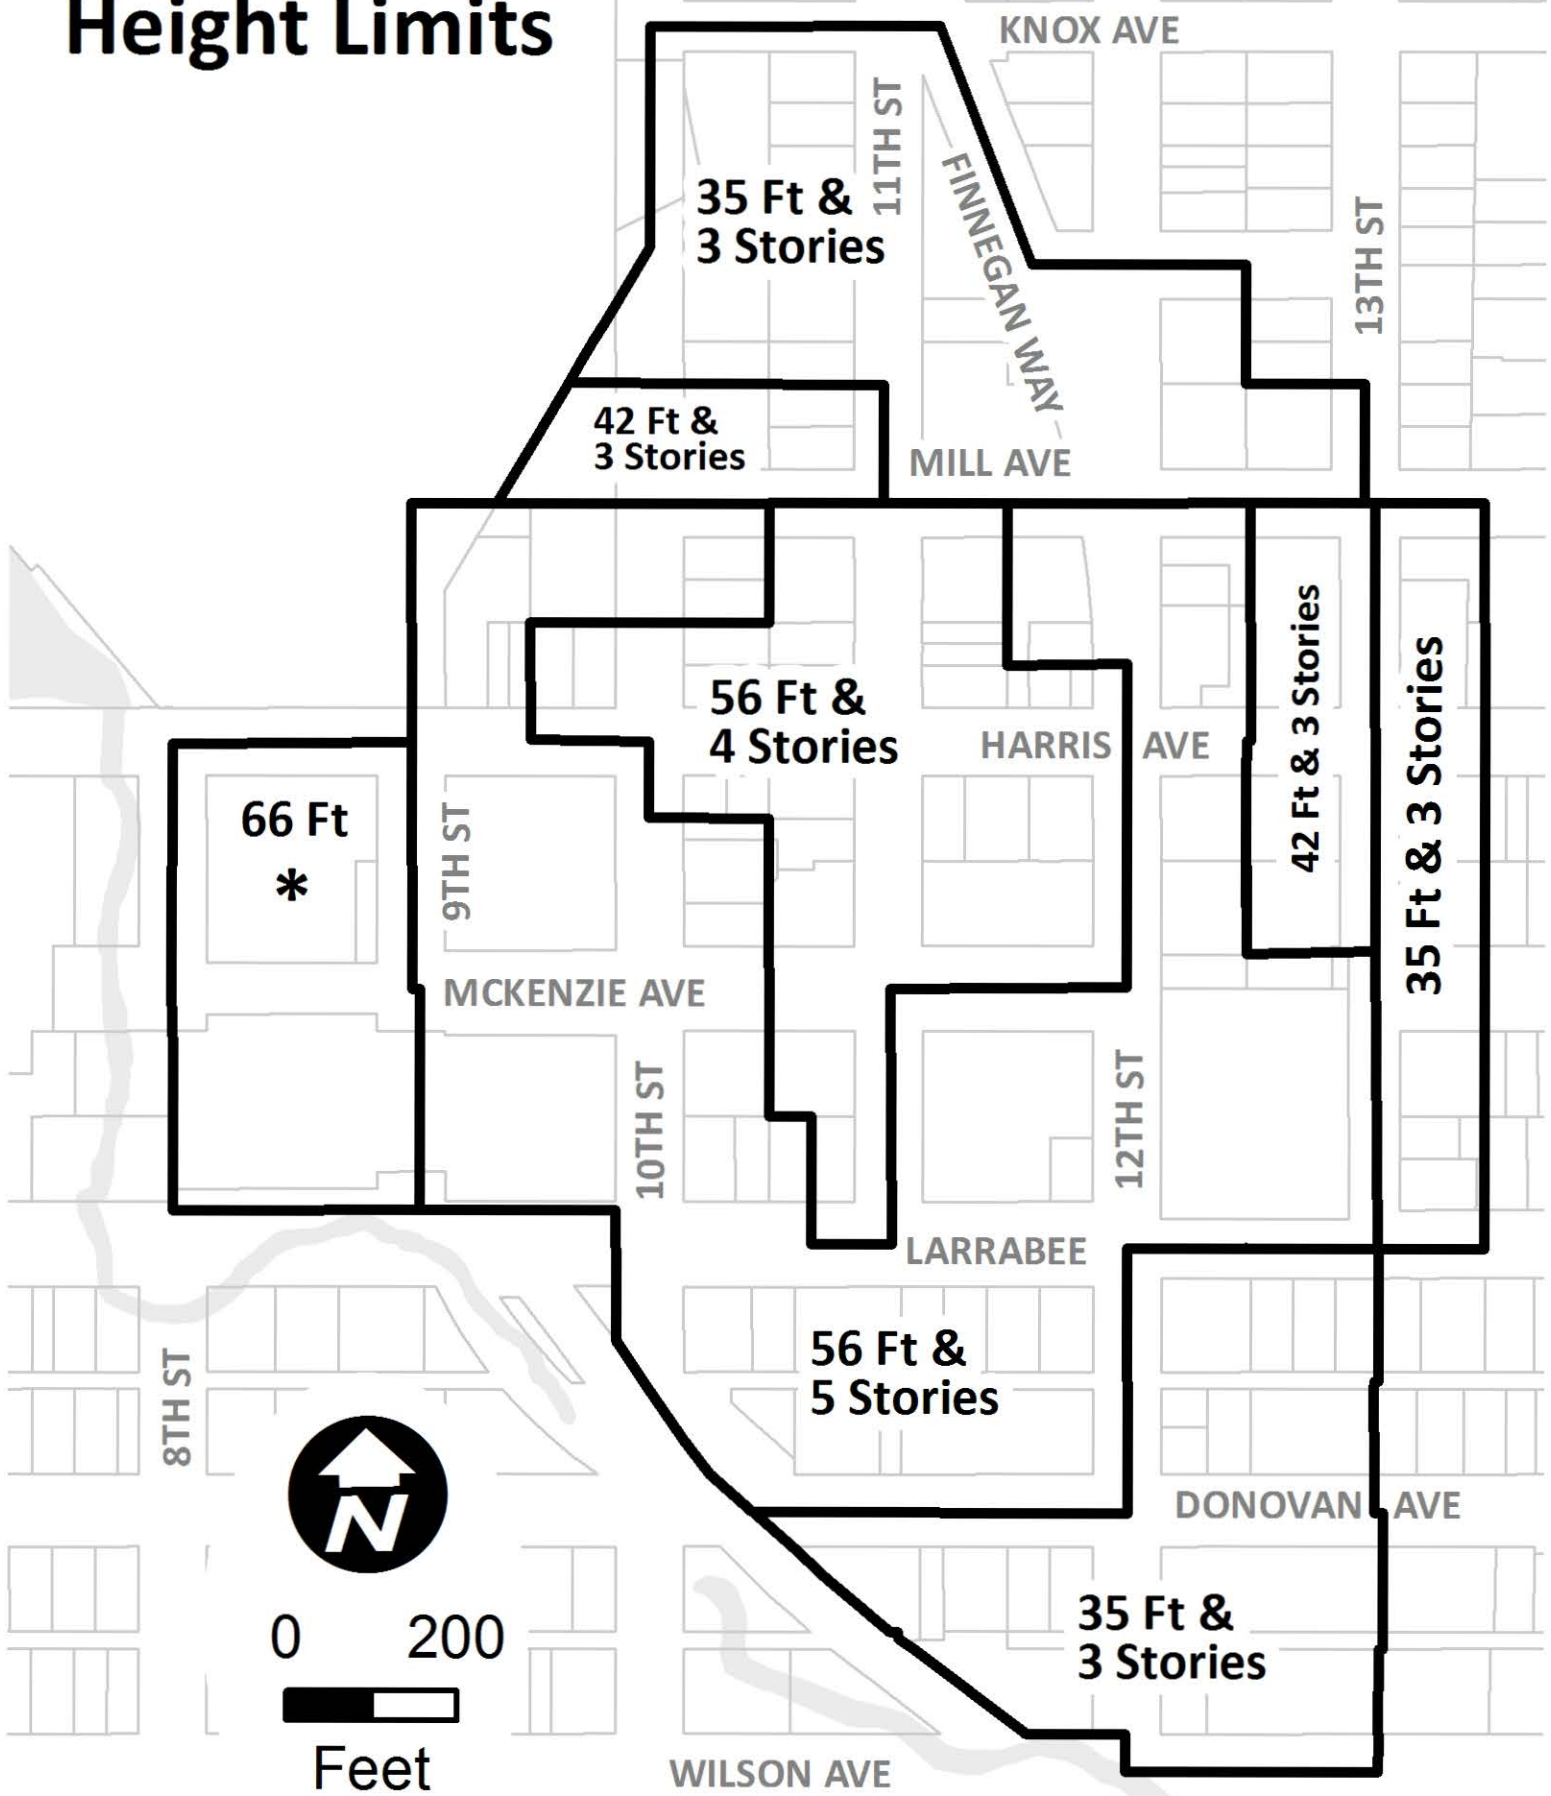 Height Limits
KNOX AVE
11TH ST
FINNEGAN WAY
35 Ft &
3 Stories
13TH ST
42 Ft &
3 Stories
MILL AVE
42 Ft & 3 Stories
35 Ft & 3 Stories
56 Ft &
4 Stories
HARRIS AVE
66 Ft
*
9TH ST
MCKENZIE AVE
10TH ST
12TH ST
LARRABEE
56 Ft &
5 Stories
8TH ST
N
DONOVAN AVE
35 Ft &
3 Stories
0 200
Feet
WILSON AVE